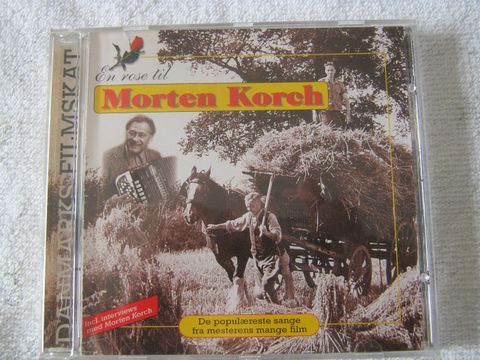 DANMARKS FILMSKAT
En rose til
Morten Korch
Incl. interviews
med Morten Korch
De populæreste sange
fra mesterens mange film